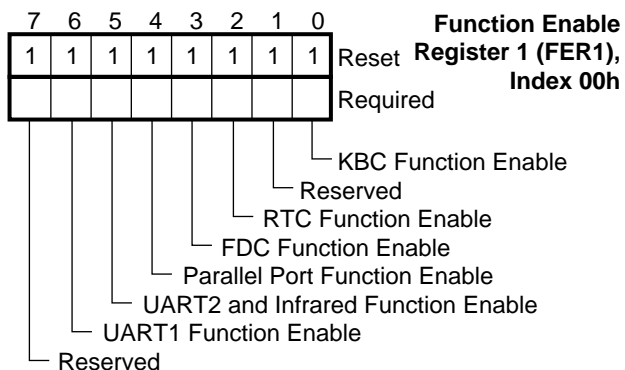 7 6 5 4 3 2 1 0
Function Enable
Register 1 (FER1),
Index 00h
1 1 1 1 1 1 1 1 Reset
Required
KBC Function Enable
Reserved
RTC Function Enable
FDC Function Enable
Parallel Port Function Enable
UART2 and Infrared Function Enable
UART1 Function Enable
Reserved